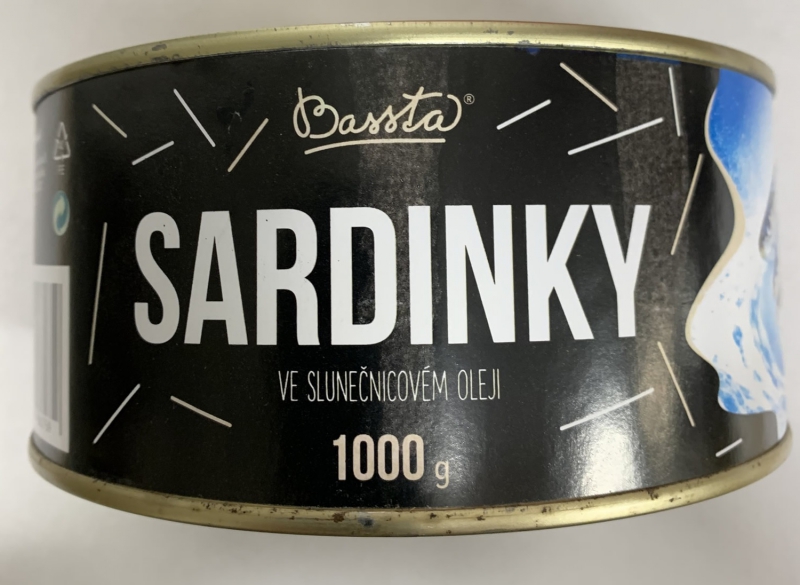 Bassta®
SARDINKY
VE SLUNEČNICOVÉM OLEJI
1000 g